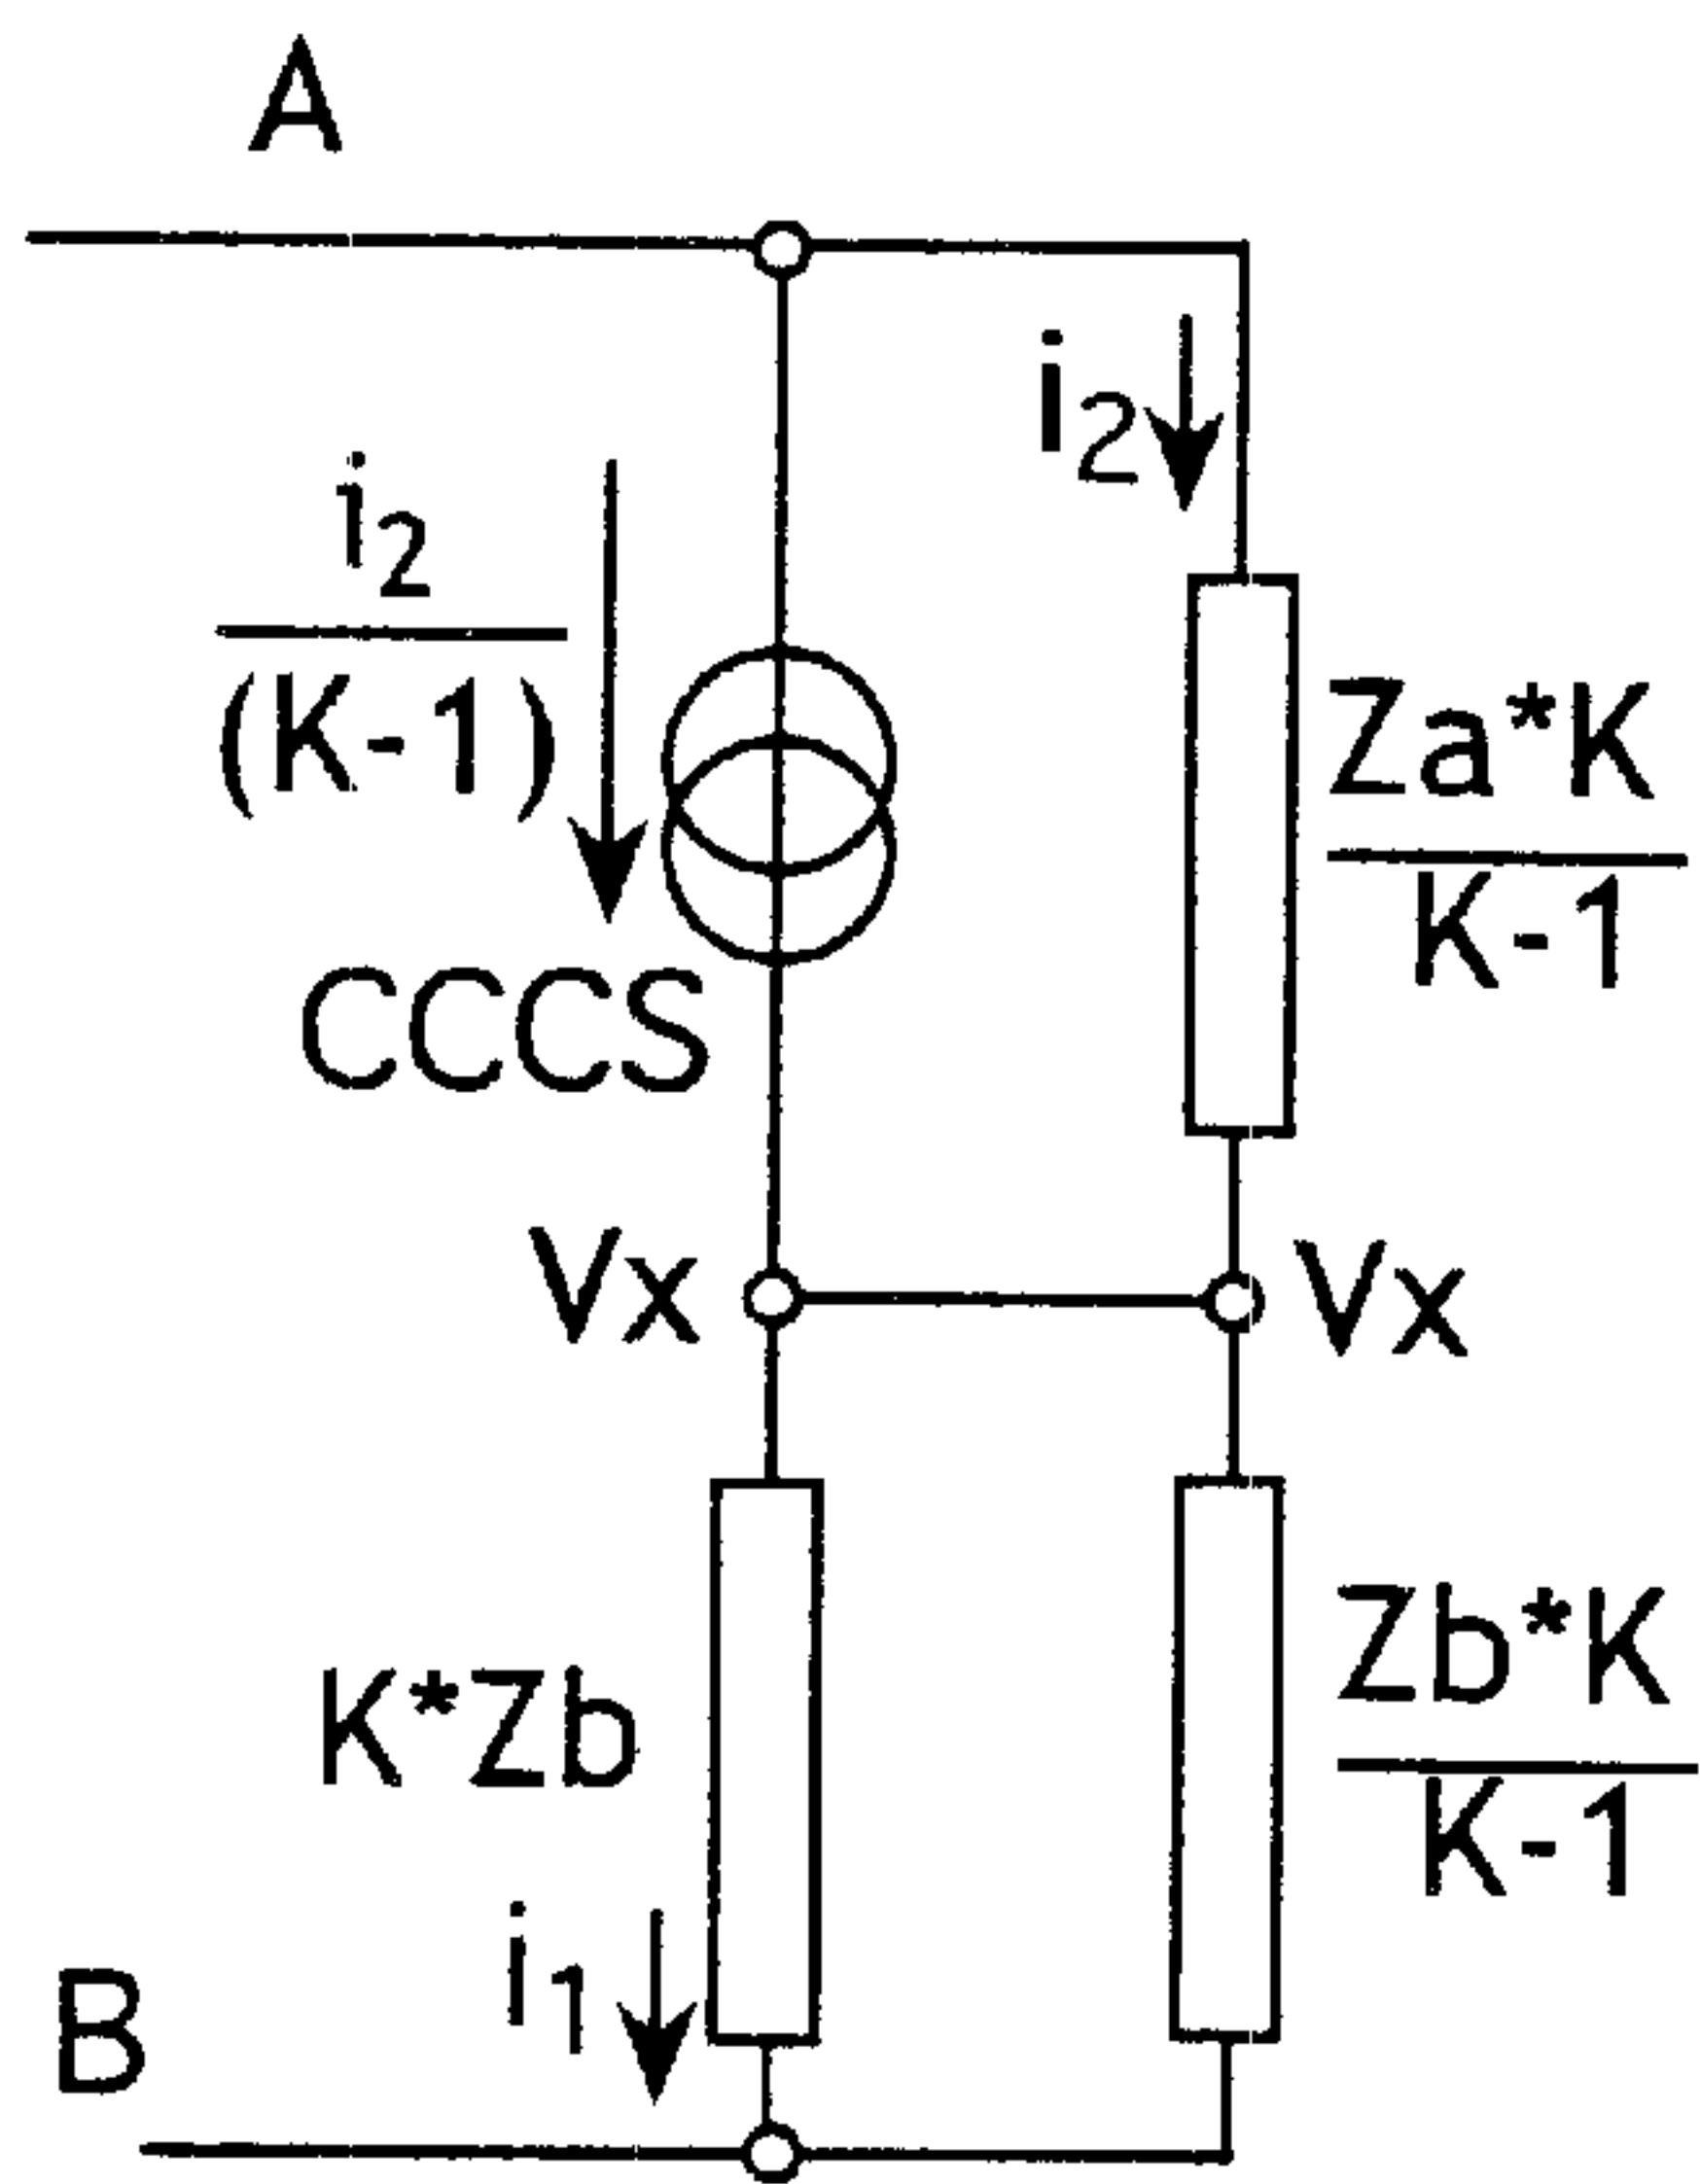 A
i2
i2
(K-1)
Za*K
K-1
CCCS
Vx
Vx
K*Zb
Zb*K
K-1
i1
B